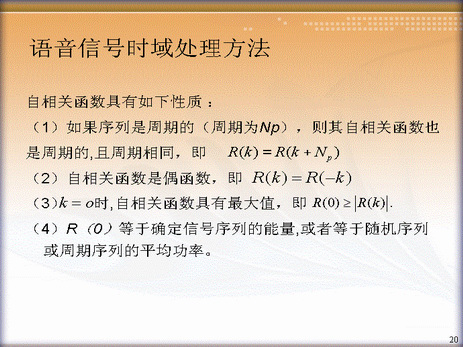 语音信号时域处理方法
自相关函数具有如下性质：
（1）如果序列是周期的（周期为Np），则其自相关函数也
是周期的,且周期相同，即 R(k) = R(k + Np)
（2）自相关函数是偶函数，即 R(k) = R(−k)
（3)k = o时,自相关函数具有最大值，即 R(0) ≥ |R(k)|.
（4）R（0）等于确定信号序列的能量,或者等于随机序列
或周期序列的平均功率。
20